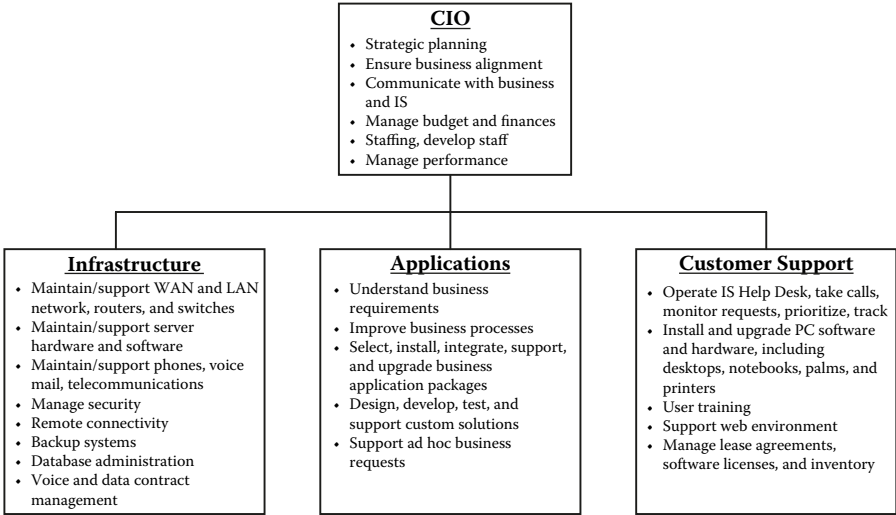 CIO
• Strategic planning
• Ensure business alignment
• Communicate with business
and IS
• Manage budget and finances
• Staffing, develop staff
• Manage performance
Infrastructure
• Maintain/support WAN and LAN
network, routers, and switches
• Maintain/support server
hardware and software
• Maintain/support phones, voice
mail, telecommunications
• Manage security
• Remote connectivity
• Backup systems
• Database administration
• Voice and data contract
management
Applications
• Understand business
requirements
• Improve business processes
• Select, install, integrate, support,
and upgrade business
application packages
• Design, develop, test, and
support custom solutions
• Support ad hoc business
requests
Customer Support
• Operate IS Help Desk, take calls,
monitor requests, prioritize, track
• Install and upgrade PC software
and hardware, including
desktops, notebooks, palms, and
printers
• User training
• Support web environment
• Manage lease agreements,
software licenses, and inventory